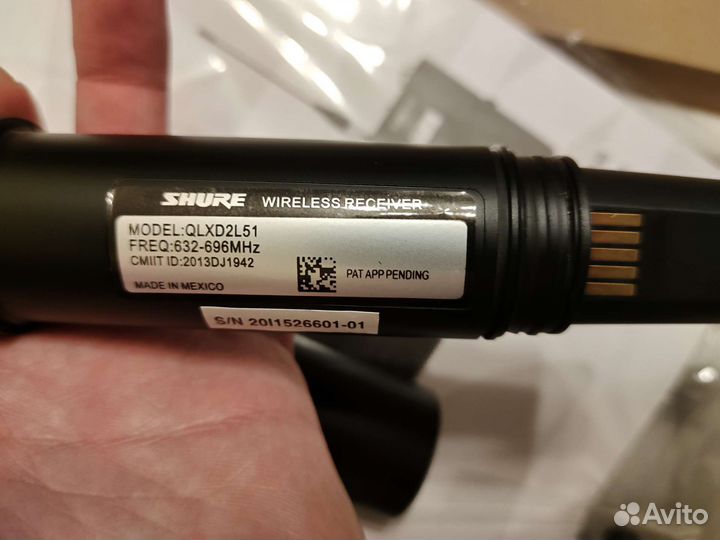 SHURE WIRELESS RECEIVER
MODEL:QLXD2L51
FREQ:632-696MHz
CMIIT ID:2013DJ1942
PAT APP PENDING
MADE IN MEXICO
S/N 20I1526601-01
Avito